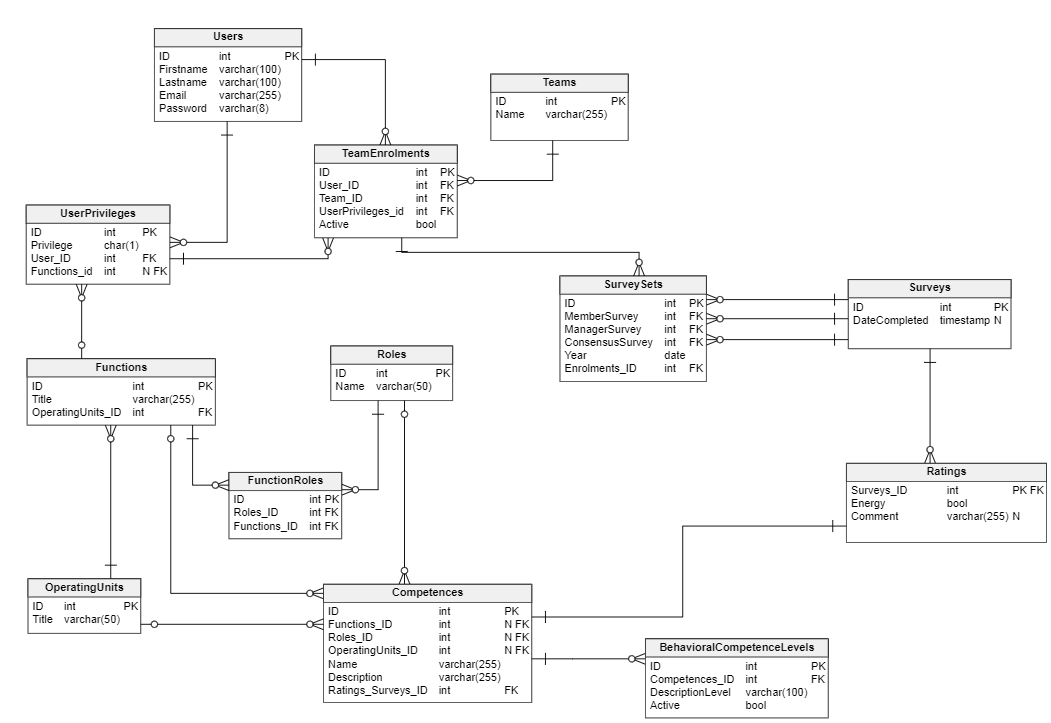 Users
ID int PK
Firstname varchar(100)
Lastname varchar(100)
Email varchar(255)
Password varchar(8)
Teams
ID int PK
Name varchar(255)
TeamEnrolments
ID int PK
User_ID int FK
Team_ID int FK
UserPrivileges_id int FK
Active bool
UserPrivileges
ID int PK
Privilege char(1)
User_ID int FK
Functions_id int N FK
SurveySets
ID int PK
MemberSurvey int FK
ManagerSurvey int FK
ConsensusSurvey int FK
Year date
Enrolments_ID int FK
Surveys
ID int PK
DateCompleted timestamp N
Functions
ID int PK
Title varchar(255)
OperatingUnits_ID int FK
Roles
ID int PK
Name varchar(50)
FunctionRoles
ID int PK
Roles_ID int FK
Functions_ID int FK
Ratings
Surveys_ID int PK FK
Energy bool
Comment varchar(255) N
OperatingUnits
ID int PK
Title varchar(50)
Competences
ID int PK
Functions_ID int N FK
Roles_ID int N FK
OperatingUnits_ID int N FK
Name varchar(255)
Description varchar(255)
Ratings_Surveys_ID int FK
BehavioralCompetenceLevels
ID int PK
Competences_ID int FK
DescriptionLevel varchar(100)
Active bool